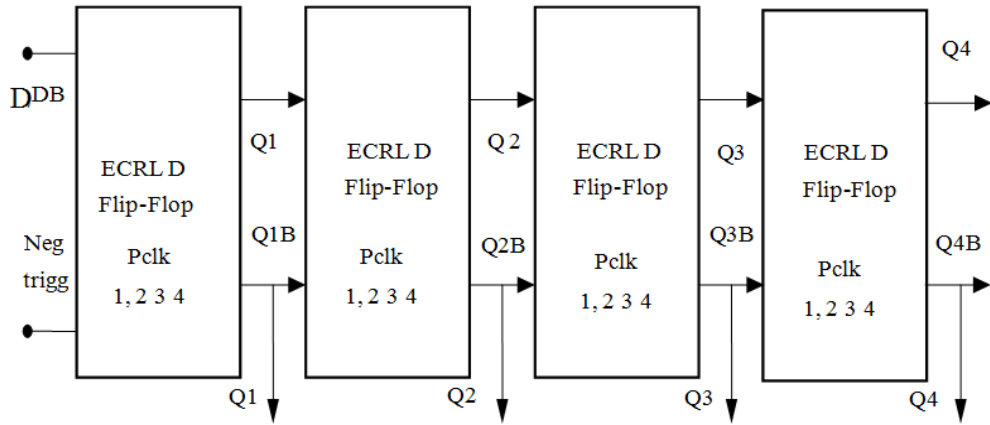 D DB
Neg
trigg
ECRL D
Flip-Flop
Pclk
1, 2 3 4
Q1
Q1B
Q1
ECRL D
Flip-Flop
Pclk
1, 2 3 4
Q 2
Q2B
Q2
ECRL D
Flip-Flop
Pclk
1, 2 3 4
Q3
Q3B
Q3
ECRL D
Flip-Flop
Pclk
1, 2 3 4
Q4
Q4B
Q4